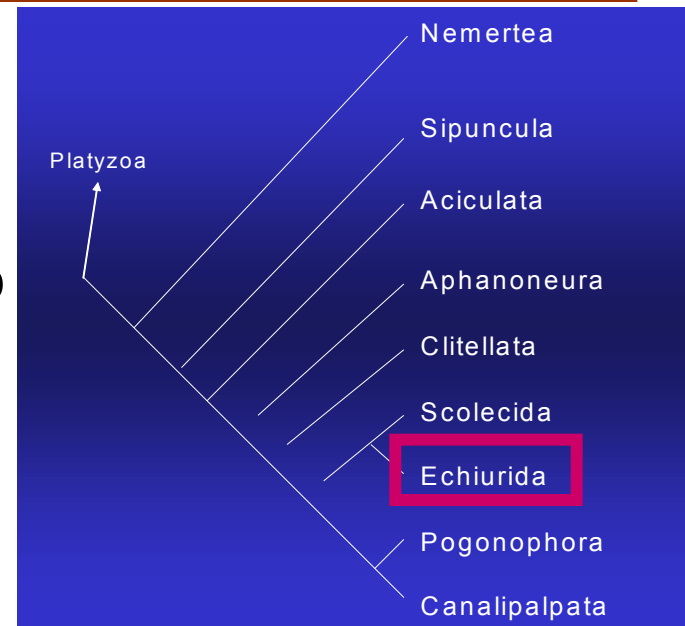 Nemertea
Sipuncula
Platyzoa
Aciculata
)
Aphanoneura
Clitellata
Scolecida
Echiurida
Pogonophora
Canalipalpata